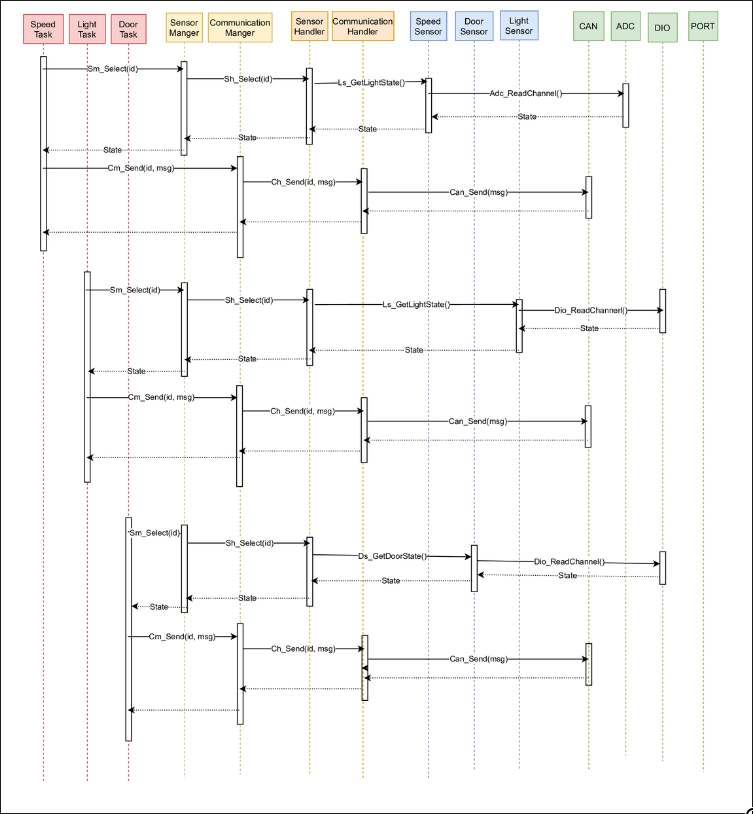 Speed
Task
Light
Task
Door
Task
Sensor
Manger
Communication
Manger
Sensor
Handler
Communication
Handler
Speed
Sensor
Door
Sensor
Light
Sensor
CAN
ADC
DIO
PORT
Sm_Select(id)
Sh_Select(id)
Ls_GetLightState()
Adc_ReadChannel()
State
State
State
State
Cm_Send(id, msg)
Ch_Send(id, msg)
Can_Send(msg)
Sm_Select(id)
Sh_Select(id)
Ls_GetLightState()
Dio_ReadChannerl()
State
State
State
State
Cm_Send(id, msg)
Ch_Send(id, msg)
Can_Send(msg)
Sm_Select(id)
Sh_Select(id)
Ds_GetDoorState()
Dio_ReadChannel()
State
State
State
State
Cm_Send(id, msg)
Ch_Send(id, msg)
Can_Send(msg)